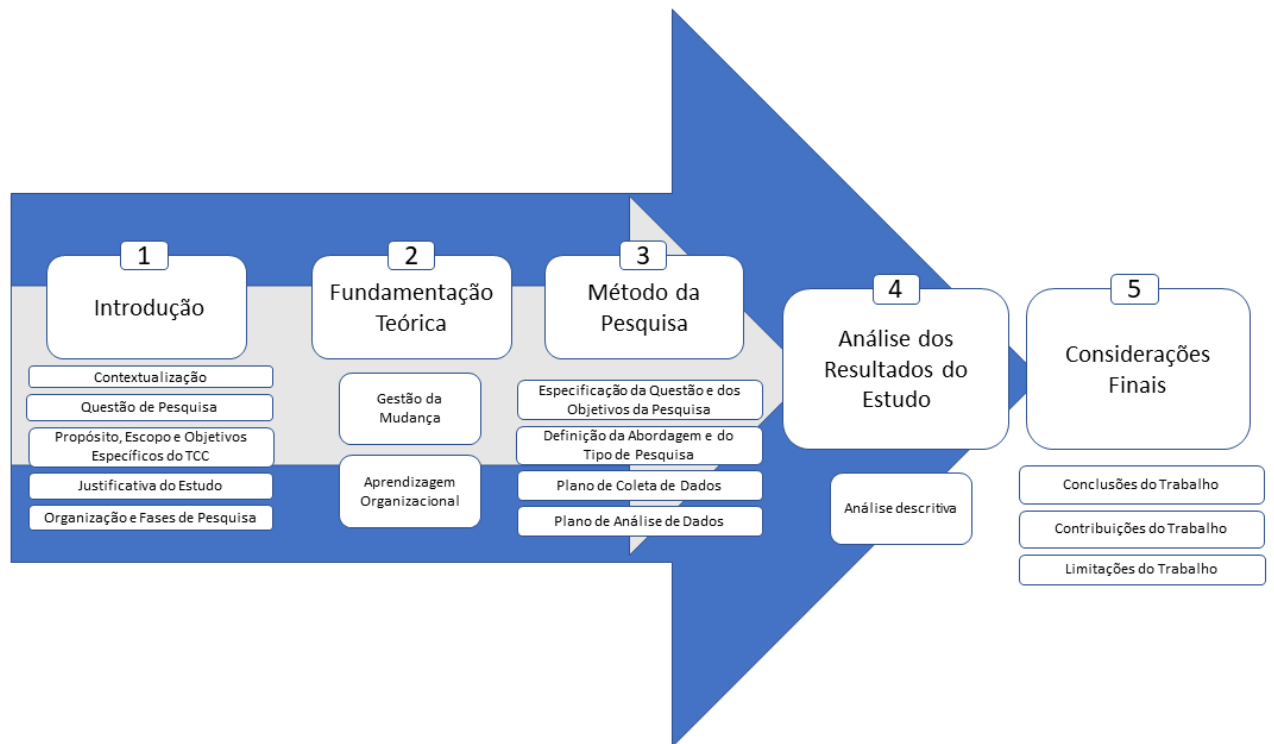 1
Introdução
Contextualização
Questão de Pesquisa
Propósito, Escopo e Objetivos
Específicos do TCC
Justificativa do Estudo
Organização e Fases de Pesquisa
2
Fundamentação
Teórica
Gestão da
Mudança
Aprendizagem
Organizacional
3
Método da
Pesquisa
Especificação da Questão e dos
Objetivos da Pesquisa
Definição da Abordagem e do
Tipo de Pesquisa
Plano de Coleta de Dados
Plano de Análise de Dados
4
Análise dos
Resultados do
Estudo
Análise descritiva
5
Considerações
Finais
Conclusões do Trabalho
Contribuições do Trabalho
Limitações do Trabalho